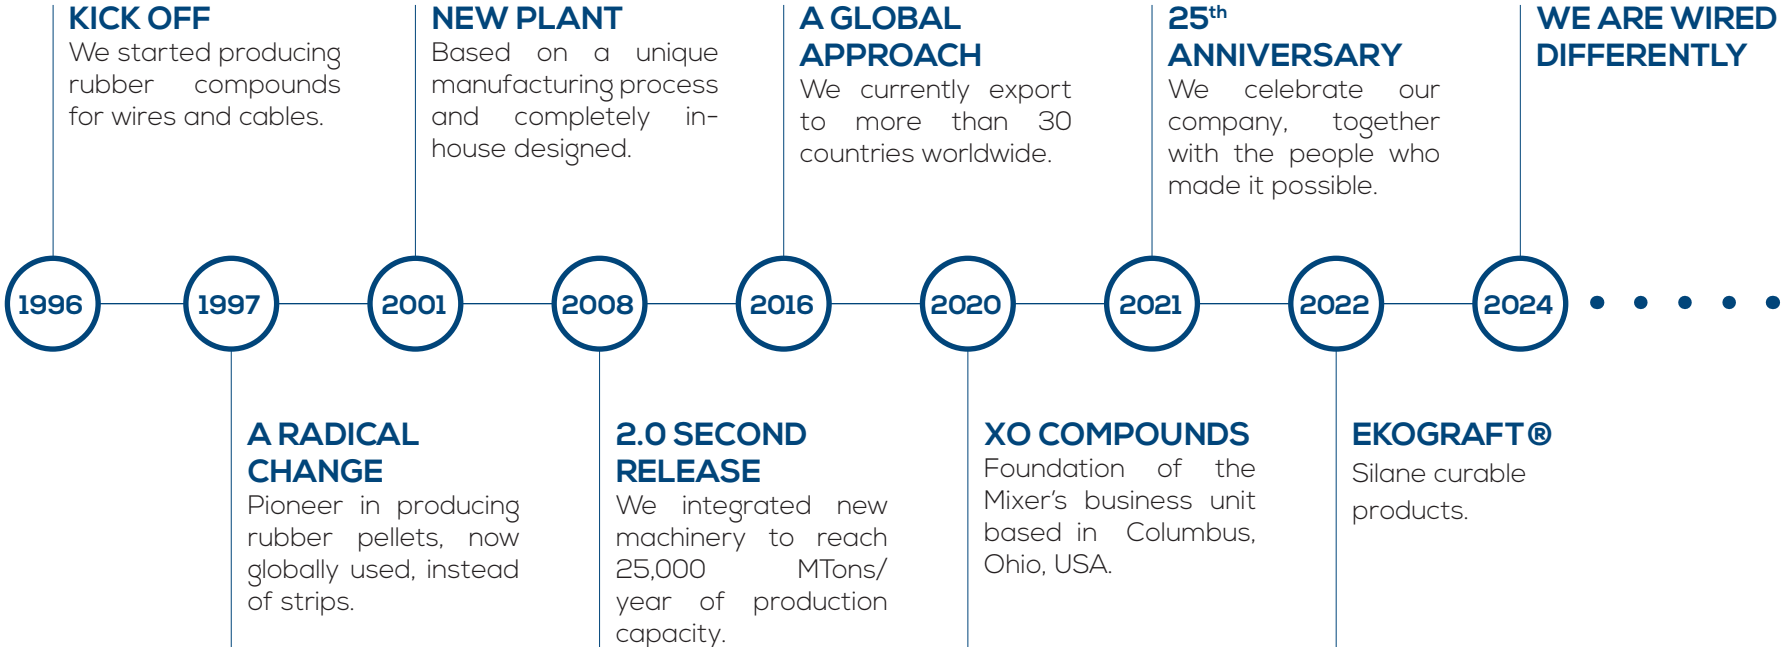 KICK OFF
We started producing
rubber compounds
for wires and cables.
NEW PLANT
Based on a unique
manufacturing process
and completely in-
house designed.
A GLOBAL
APPROACH
We currently export
to more than 30
countries worldwide.
25th
ANNIVERSARY
We celebrate our
company, together
with the people who
made it possible.
WE ARE WIRED
DIFFERENTLY
1996
1997
2001
2008
2016
2020
2021
2022
2024
A RADICAL
CHANGE
Pioneer in producing
rubber pellets, now
globally used, instead
of strips.
2.0 SECOND
RELEASE
We integrated new
machinery to reach
25,000 MTons/
year of production
capacity.
XO COMPOUNDS
Foundation of the
Mixer's business unit
based in Columbus,
Ohio, USA.
EKOGRAFT®
Silane curable
products.